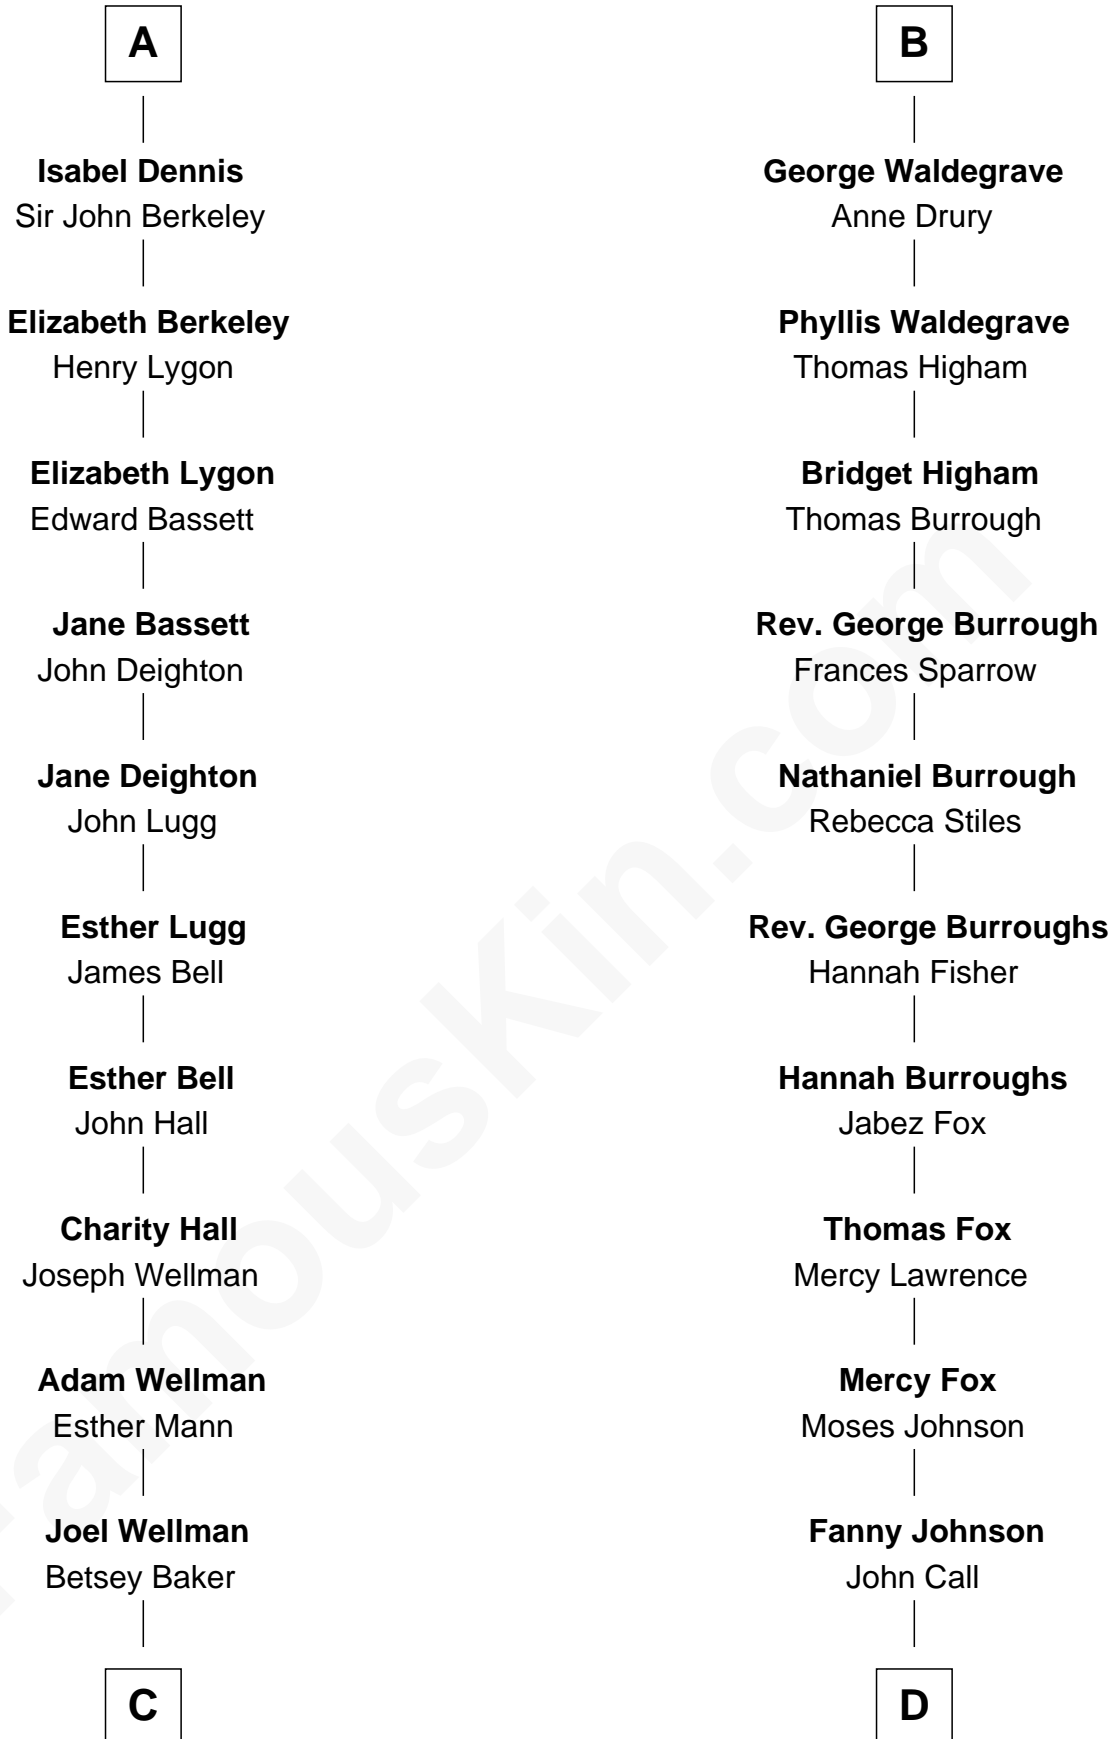 A
Isabel Dennis
Sir John Berkeley
Elizabeth Berkeley
Henry Lygon
Elizabeth Lygon
Edward Bassett
Jane Bassett
John Deighton
Jane Deighton
John Lugg
Esther Lugg
James Bell
Esther Bell
John Hall
Charity Hall
Joseph Wellman
Adam Wellman
Esther Mann
Joel Wellman
Betsey Baker
C
B
George Waldegrave
Anne Drury
Phyllis Waldegrave
Thomas Higham
Bridget Higham
Thomas Burrough
Rev. George Burrough
Frances Sparrow
Nathaniel Burrough
Rebecca Stiles
Rev. George Burroughs
Hannah Fisher
Hannah Burroughs
Jabez Fox
Thomas Fox
Mercy Lawrence
Mercy Fox
Moses Johnson
Fanny Johnson
John Call
D
FamousKin.com